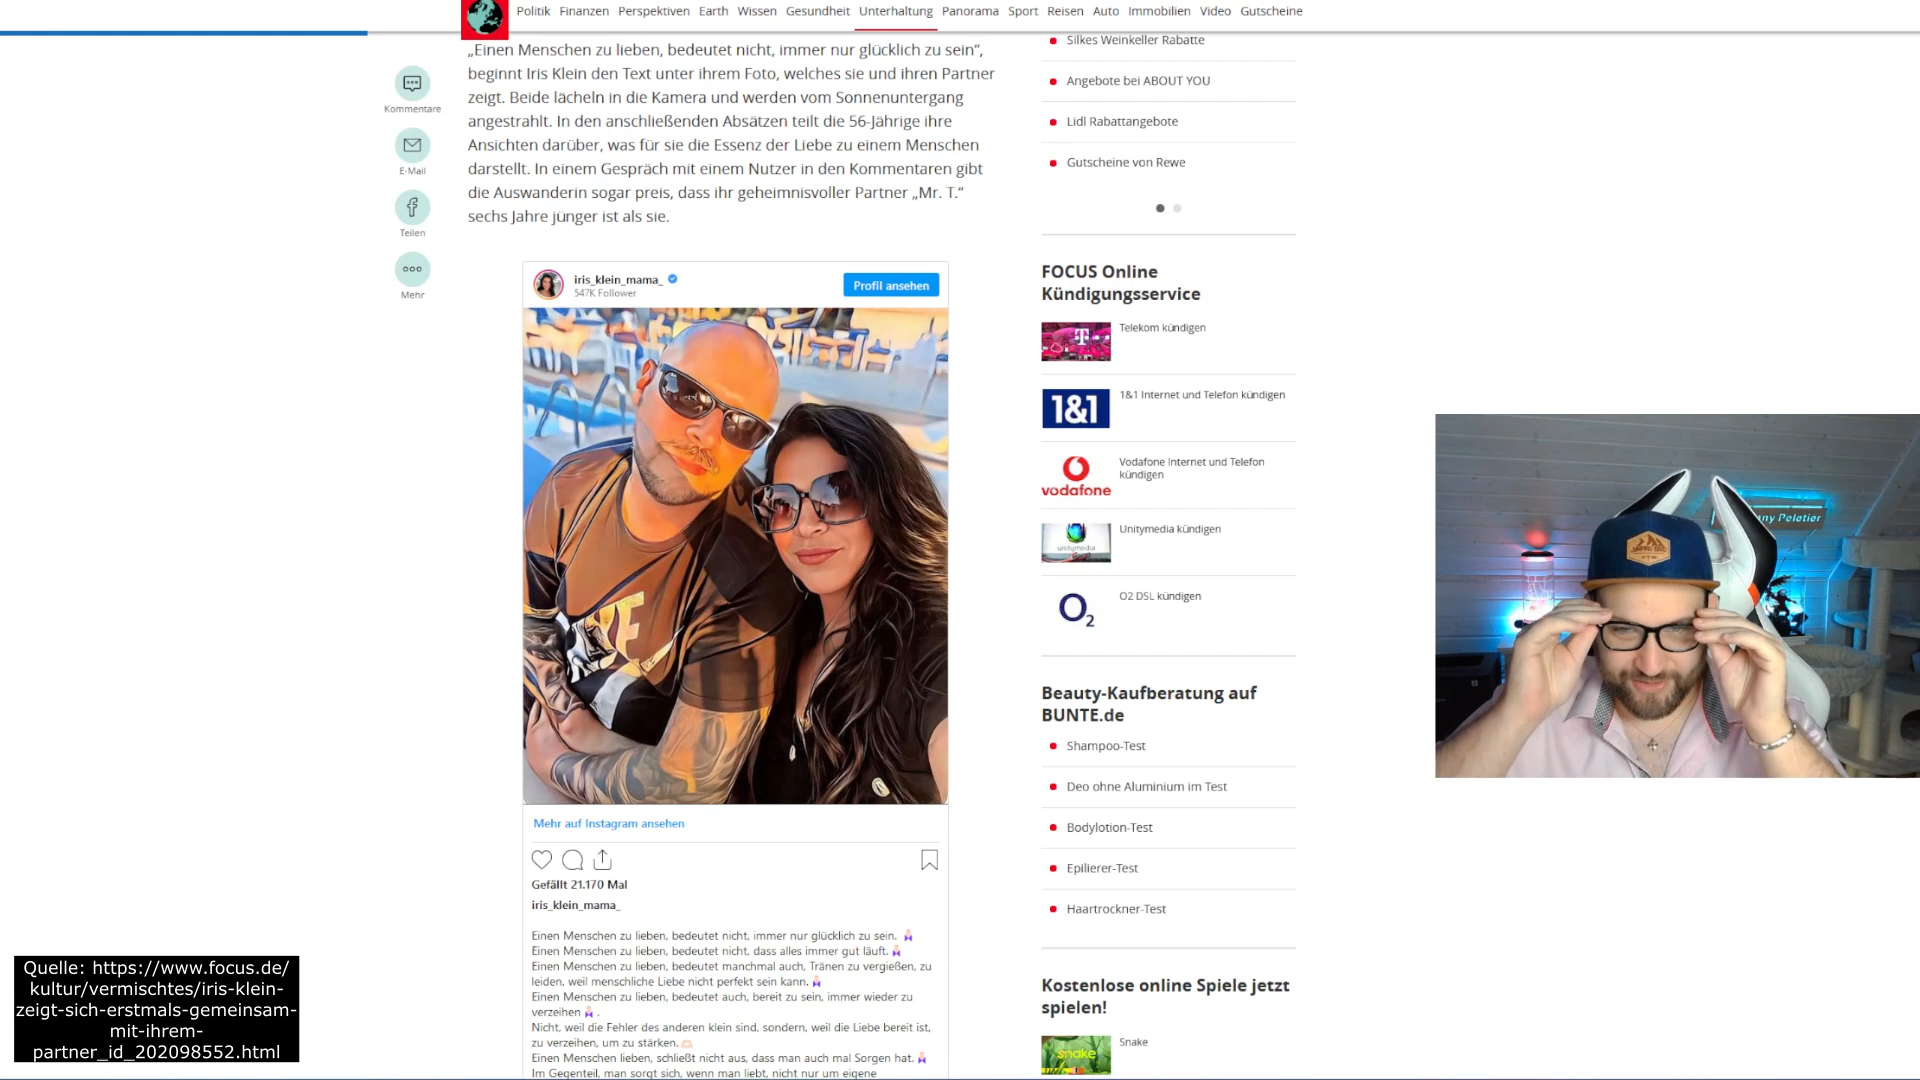 Politik Finanzen Perspektiven Earth Wissen Gesundheit Unterhaltung Panorama Sport Reisen Auto Immobilien Video Gutscheine
Kommentare
E-Mail
Teilen
Mehr
„Einen Menschen zu lieben, bedeutet nicht, immer nur glücklich zu sein“,
beginnt Iris Klein den Text unter ihrem Foto, welches sie und ihren Partner
zeigt. Beide lächeln in die Kamera und werden vom Sonnenuntergang
angestrahlt. In den anschließenden Absätzen teilt die 56-Jährige ihre
Ansichten darüber, was für sie die Essenz der Liebe zu einem Menschen
darstellt. In einem Gespräch mit einem Nutzer in den Kommentaren gibt
die Auswanderin sogar preis, dass ihr geheimnisvoller Partner „Mr. T.“
sechs Jahre jünger ist als sie.
iris_klein_mama_
547K Follower
Profil ansehen
Mehr auf Instagram ansehen
Gefällt 21.170 Mal
iris_klein_mama_
Einen Menschen zu lieben, bedeutet nicht, immer nur glücklich zu sein.
Einen Menschen zu lieben, bedeutet nicht, dass alles immer gut läuft.
Einen Menschen zu lieben, bedeutet manchmal auch, Tränen zu vergießen, zu
leiden, weil menschliche Liebe nicht perfekt sein kann.
Einen Menschen zu lieben, bedeutet auch, bereit zu sein, immer wieder zu
verzeihen .
Nicht, weil die Fehler des anderen klein sind, sondern, weil die Liebe bereit ist,
zu verzeihen, um zu stärken.
Einen Menschen lieben, schließt nicht aus, dass man auch mal Sorgen hat.
Im Gegenteil, man sorgt sich, wenn man liebt, nicht nur um eigene
Silkes Weinkeller Rabatte
Angebote bei ABOUT YOU
Lidl Rabattangebote
Gutscheine von Rewe
FOCUS Online
Kündigungsservice
T
Telekom kündigen
1&1
1&1 Internet und Telefon kündigen
vodafone
Vodafone Internet und Telefon
kündigen
unitymedia
Unitymedia kündigen
O2
O2 DSL kündigen
Beauty-Kaufberatung auf
BUNTE.de
Shampoo-Test
Deo ohne Aluminium im Test
Bodylotion-Test
Epilierer-Test
Haartrockner-Test
Kostenlose online Spiele jetzt
spielen!
snake
Snake
Quelle: https://www.focus.de/
kultur/vermischtes/iris-klein-
zeigt-sich-erstmals-gemeinsam-
mit-ihrem-
partner_id_202098552.html